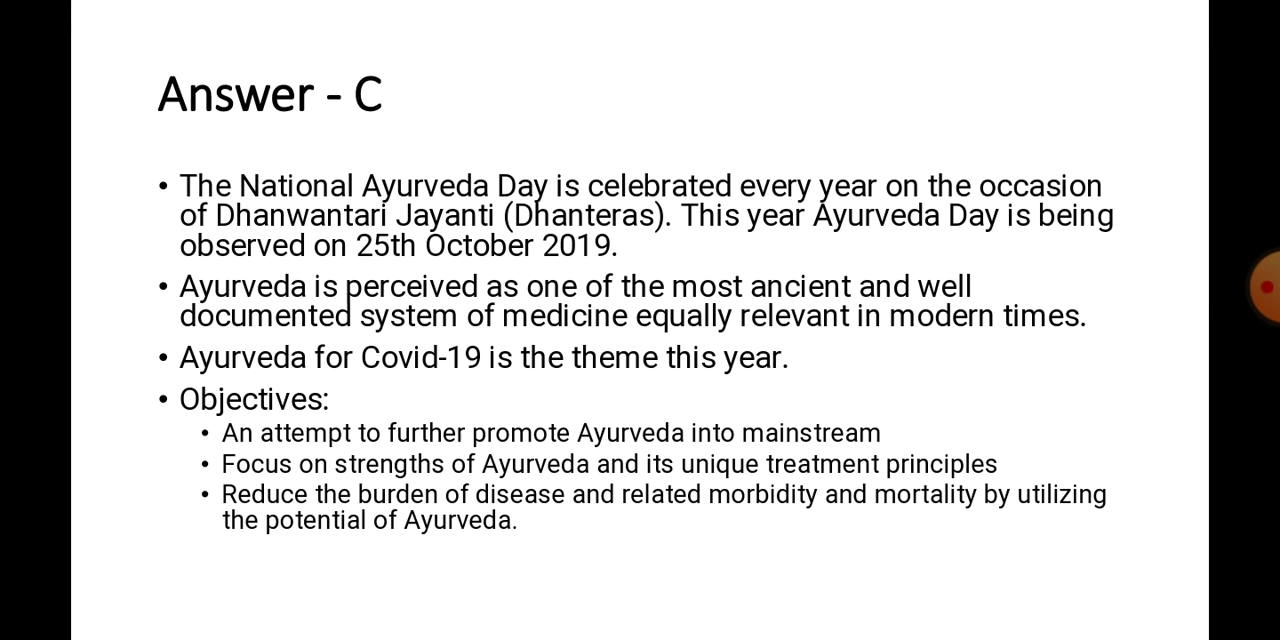 Answer - C
• The National Ayurveda Day is celebrated every year on the occasion
of Dhanwantari Jayanti (Dhanteras). This year Ayurveda Day is being
observed on 25th October 2019.
• Ayurveda is perceived as one of the most ancient and well
documented system of medicine equally relevant in modern times.
• Ayurveda for Covid-19 is the theme this year.
• Objectives:
• An attempt to further promote Ayurveda into mainstream
• Focus on strengths of Ayurveda and its unique treatment principles
• Reduce the burden of disease and related morbidity and mortality by utilizing
the potential of Ayurveda.